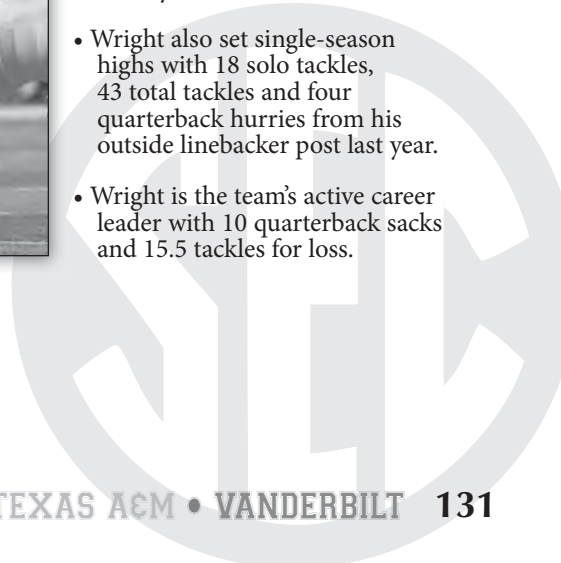 • Wright also set single-season
highs with 18 solo tackles,
43 total tackles and four
quarterback hurries from his
outside linebacker post last year.
• Wright is the team's active career
leader with 10 quarterback sacks
and 15.5 tackles for loss.
SEC
TEXAS A&M • VANDERBILT 131